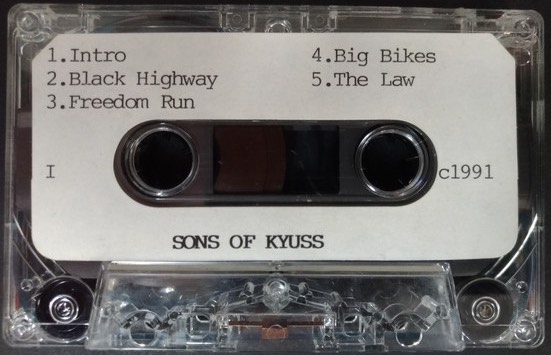 1.Intro
2.Black Highway
3.Freedom Run
4.Big Bikes
5.The Law
I
c1991
SONS OF KYUSS